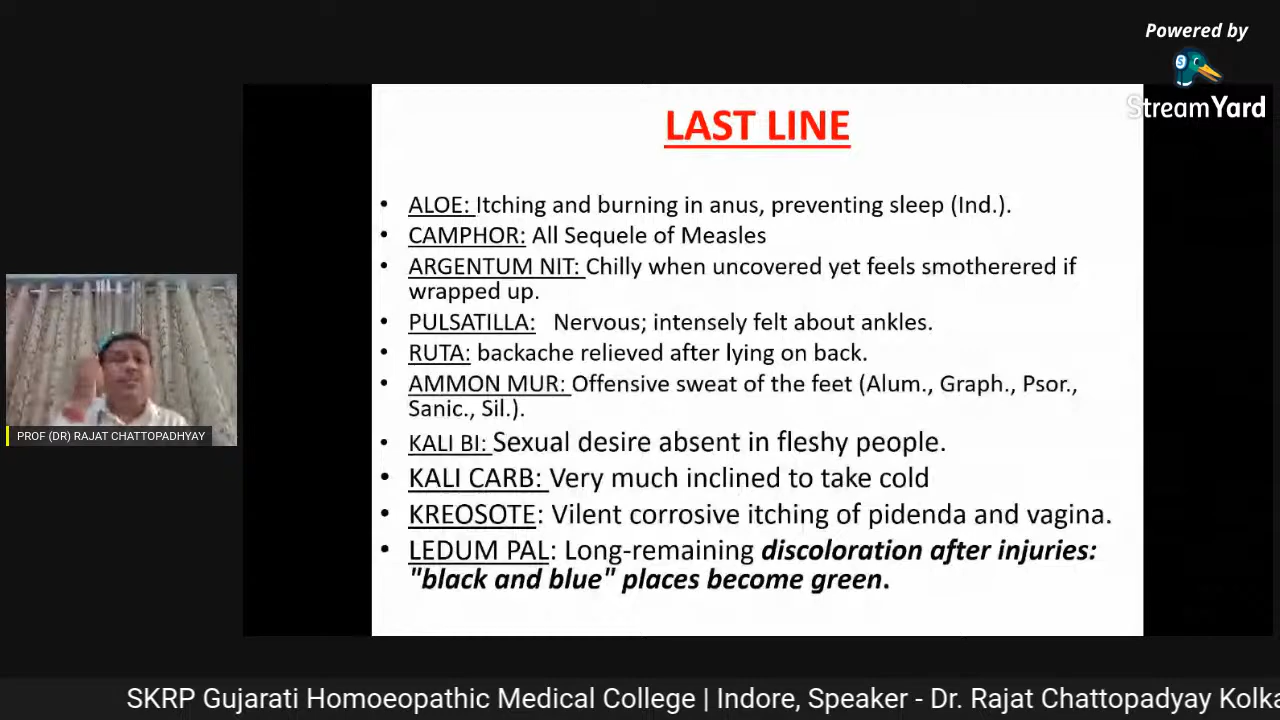 Powered by
StreamYard
LAST LINE
• ALOE: Itching and burning in anus, preventing sleep (Ind.).
• CAMPHOR: All Sequele of Measles
• ARGENTUM NIT: Chilly when uncovered yet feels smotherered if
wrapped up.
• PULSATILLA: Nervous; intensely felt about ankles.
• RUTA: backache relieved after lying on back.
• AMMON MUR: Offensive sweat of the feet (Alum., Graph., Psor.,
Sanic., Sil.).
• KALI BI: Sexual desire absent in fleshy people.
• KALI CARB: Very much inclined to take cold
• KREOSOTE: Vilent corrosive itching of pidenda and vagina.
• LEDUM PAL: Long-remaining discoloration after injuries:
"black and blue" places become green.
PROF (DR) RAJAT CHATTOPADHYAY
SKRP Gujarati Homoeopathic Medical College | Indore, Speaker - Dr. Rajat Chattopadyay Kolka